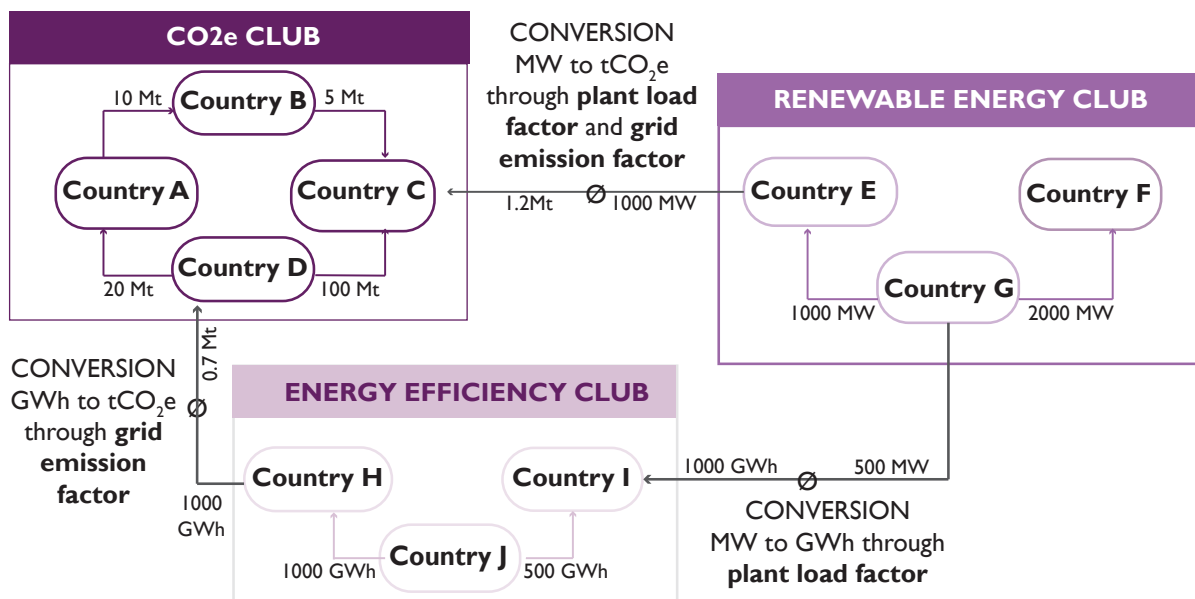 CO2e CLUB
10 Mt
Country B
5 Mt
Country A
Country C
20 Mt
Country D
100 Mt
CONVERSION
MW to tCO₂e
through plant load
factor and grid
emission factor
1.2Mt
Ø
1000 MW
RENEWABLE ENERGY CLUB
Country E
Country F
Country G
1000 MW
2000 MW
CONVERSION
GWh to tCO₂e
through grid
emission
factor
0.7 Mt
Ø
1000
GWh
ENERGY EFFICIENCY CLUB
Country H
Country I
Country J
1000 GWh
500 GWh
1000 GWh
Ø
500 MW
CONVERSION
MW to GWh through
plant load factor